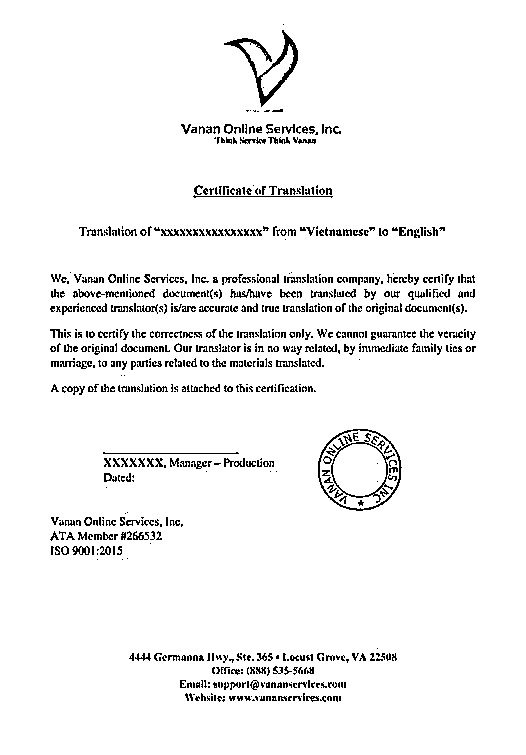 Vanan Online Services, Inc.
Think Service Think Vanan
Certificate of Translation
Translation of “xxxxxxxxxxxxxxxx” from “Vietnamese” to “English”
We, Vanan Online Services, Inc. a professional translation company, hereby certify that
the above-mentioned document(s) has/have been translated by our qualified and
experienced translator(s) is/are accurate and true translation of the original document(s).
This is to certify the correctness of the translation only. We cannot guarantee the veracity
of the original document. Our translator is in no way related, by immediate family ties or
marriage, to any parties related to the materials translated.
A copy of the translation is attached to this certification.
XXXXXXX, Manager – Production
Dated:
VANAN ONLINE SERVICES INC
Vanan Online Services, Inc.
ATA Member #266532
ISO 9001:2015
4444 Germanna Hwy., Ste. 365 • Locust Grove, VA 22508
Office: (888) 535-5668
Email: support@vananservices.com
Website: www.vananservices.com